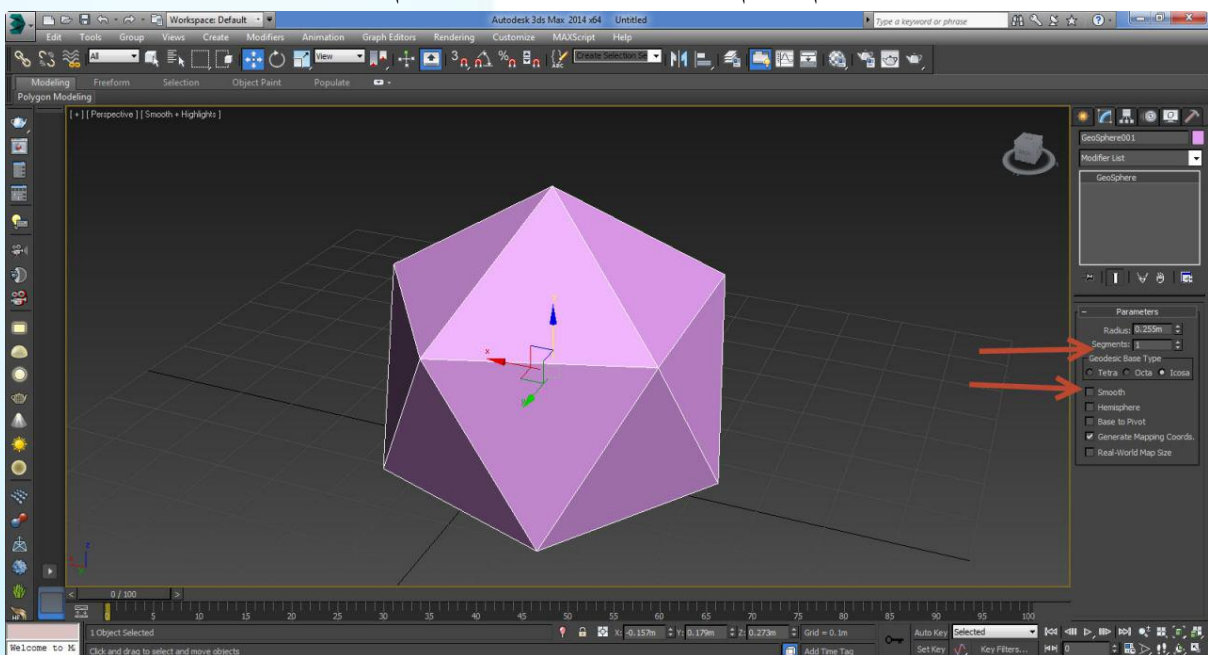 Workspace: Default
Autodesk 3ds Max 2014 x64 Untitled
Type a keyword or phrase
Edit Tools Group Views Create Modifiers Animation Graph Editors Rendering Customize MAXScript Help
All
View
Create Selection Se
Modeling Freeform Selection Object Paint Populate
Polygon Modeling
[ + ] [ Perspective ] [ Smooth + Highlights ]
GeoSphere001
Modifier List
GeoSphere
Parameters
Radius: 0.255m
Segments: 1
Geodesic Base Type
Tetra Octa Icosa
Smooth
Hemisphere
Base to Pivot
Generate Mapping Coords.
Real-World Map Size
x
z
0 / 100
0 5 10 15 20 25 30 35 40 45 50 55 60 65 70 75 80 85 90 95 100
1 Object Selected
X: -0.157m Y: 0.179m Z: 0.273m Grid = 0.1m
Auto Key Selected
Welcome to M
Click and drag to select and move objects
Add Time Tag
Set Key Key Filters...
0